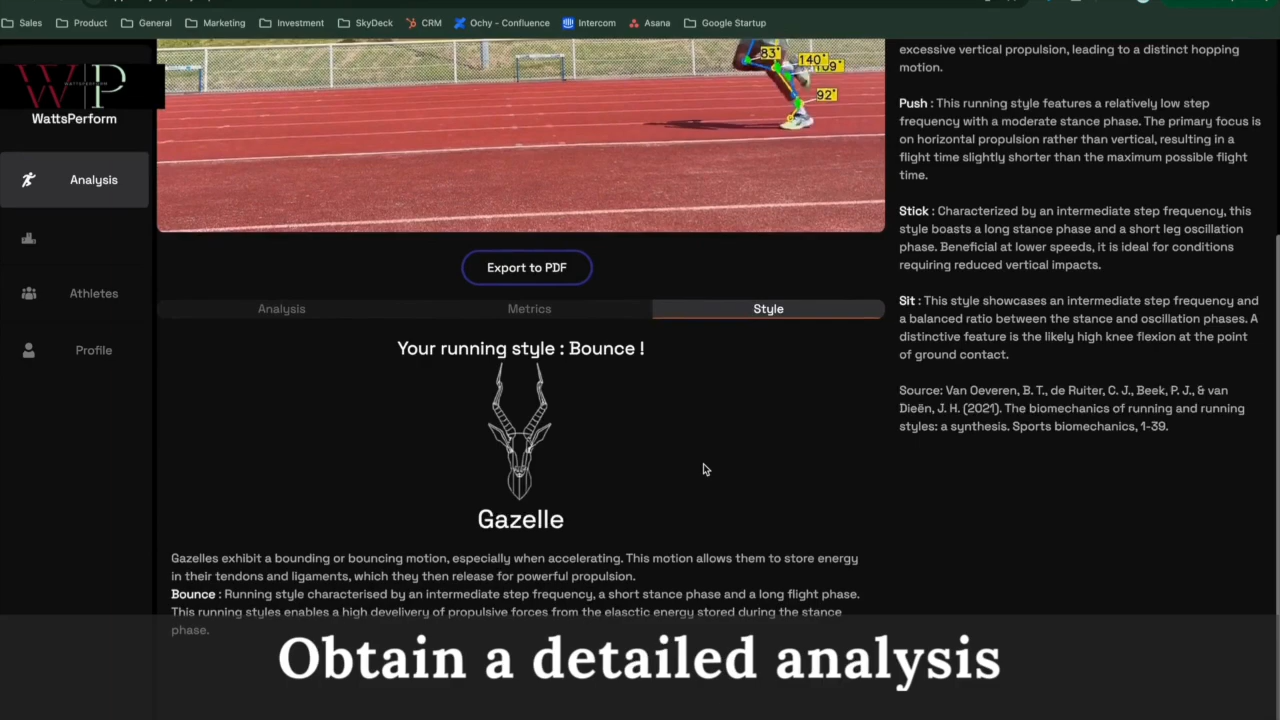 Sales Product General Marketing Investment SkyDeck CRM Ochy - Confluence Intercom Asana Google Startup
W|P
WattsPerform
Analysis
Athletes
Profile
83°
140°
109°
92°
Export to PDF
Analysis Metrics Style
Your running style : Bounce !
Gazelle
Gazelles exhibit a bounding or bouncing motion, especially when accelerating. This motion allows them to store energy
in their tendons and ligaments, which they then release for powerful propulsion.
Bounce : Running style characterised by an intermediate step frequency, a short stance phase and a long flight phase.
This running styles enables a high develivery of propulsive forces from the elasctic energy stored during the stance
phase.
excessive vertical propulsion, leading to a distinct hopping
motion.
Push : This running style features a relatively low step
frequency with a moderate stance phase. The primary focus is
on horizontal propulsion rather than vertical, resulting in a
flight time slightly shorter than the maximum possible flight
time.
Stick : Characterized by an intermediate step frequency, this
style boasts a long stance phase and a short leg oscillation
phase. Beneficial at lower speeds, it is ideal for conditions
requiring reduced vertical impacts.
Sit : This style showcases an intermediate step frequency and
a balanced ratio between the stance and oscillation phases. A
distinctive feature is the likely high knee flexion at the point
of ground contact.
Source: Van Oeveren, B. T., de Ruiter, C. J., Beek, P. J., & van
Dieën, J. H. (2021). The biomechanics of running and running
styles: a synthesis. Sports biomechanics, 1-39.
Obtain a detailed analysis